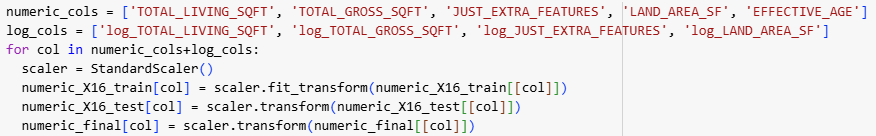 numeric_cols = ['TOTAL_LIVING_SQFT', 'TOTAL_GROSS_SQFT', 'JUST_EXTRA_FEATURES', 'LAND_AREA_SF', 'EFFECTIVE_AGE']
log_cols = ['log_TOTAL_LIVING_SQFT', 'log_TOTAL_GROSS_SQFT', 'log_JUST_EXTRA_FEATURES', 'log_LAND_AREA_SF']
for col in numeric_cols+log_cols:
  scaler = StandardScaler()
  numeric_X16_train[col] = scaler.fit_transform(numeric_X16_train[[col]])
  numeric_X16_test[col] = scaler.transform(numeric_X16_test[[col]])
  numeric_final[col] = scaler.transform(numeric_final[[col]])